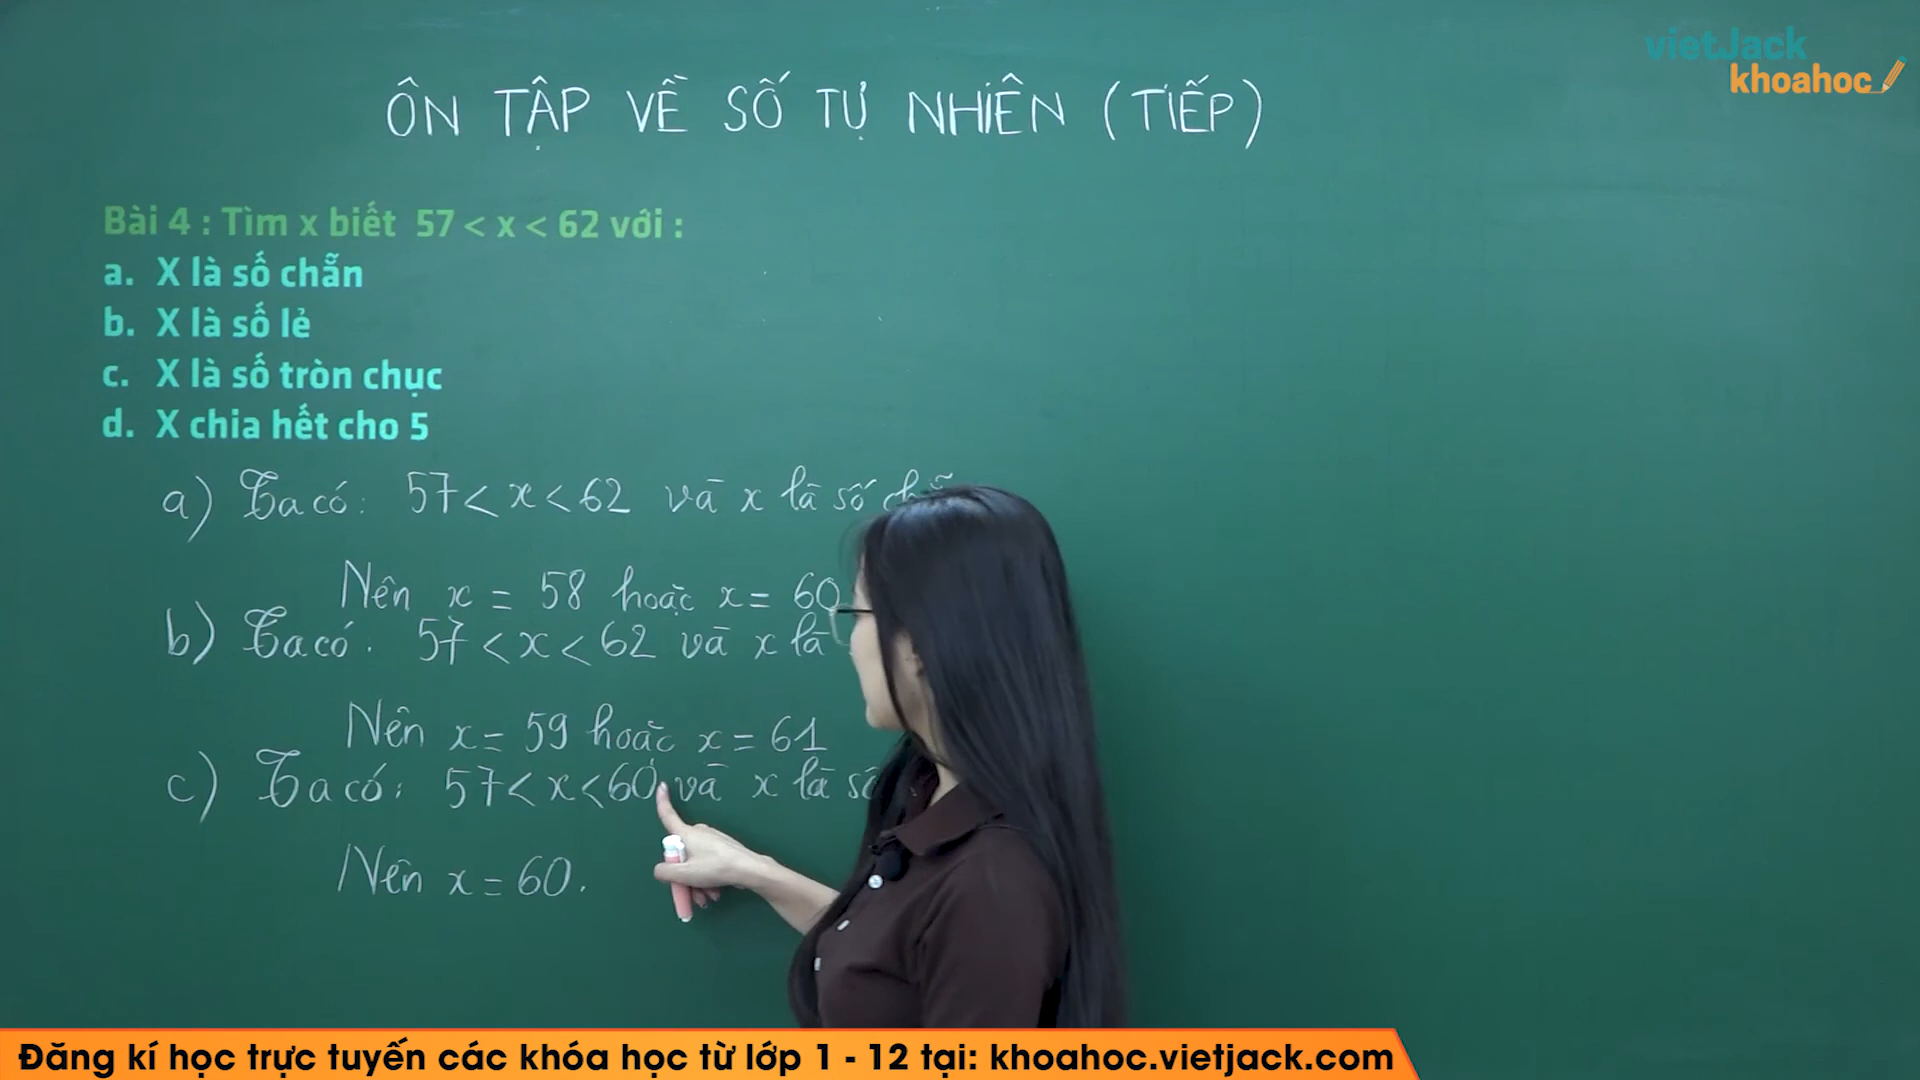 vietJack
khoahoc
ÔN TẬP VỀ SỐ TỰ NHIÊN (TIẾP)
Bài 4 : Tìm x biết 57 < x < 62 với :
a. X là số chẵn
b. X là số lẻ
c. X là số tròn chục
d. X chia hết cho 5
a) Ta có: 57 < x < 62 và x là số
Nên x = 58 hoặc x = 60
b) Ta có: 57 < x < 62 và x là
Nên x = 59 hoặc x = 61
c) Ta có: 57 < x < 60 và x là số
Nên x = 60.
Đăng kí học trực tuyến các khóa học từ lớp 1 - 12 tại: khoahoc.vietjack.com